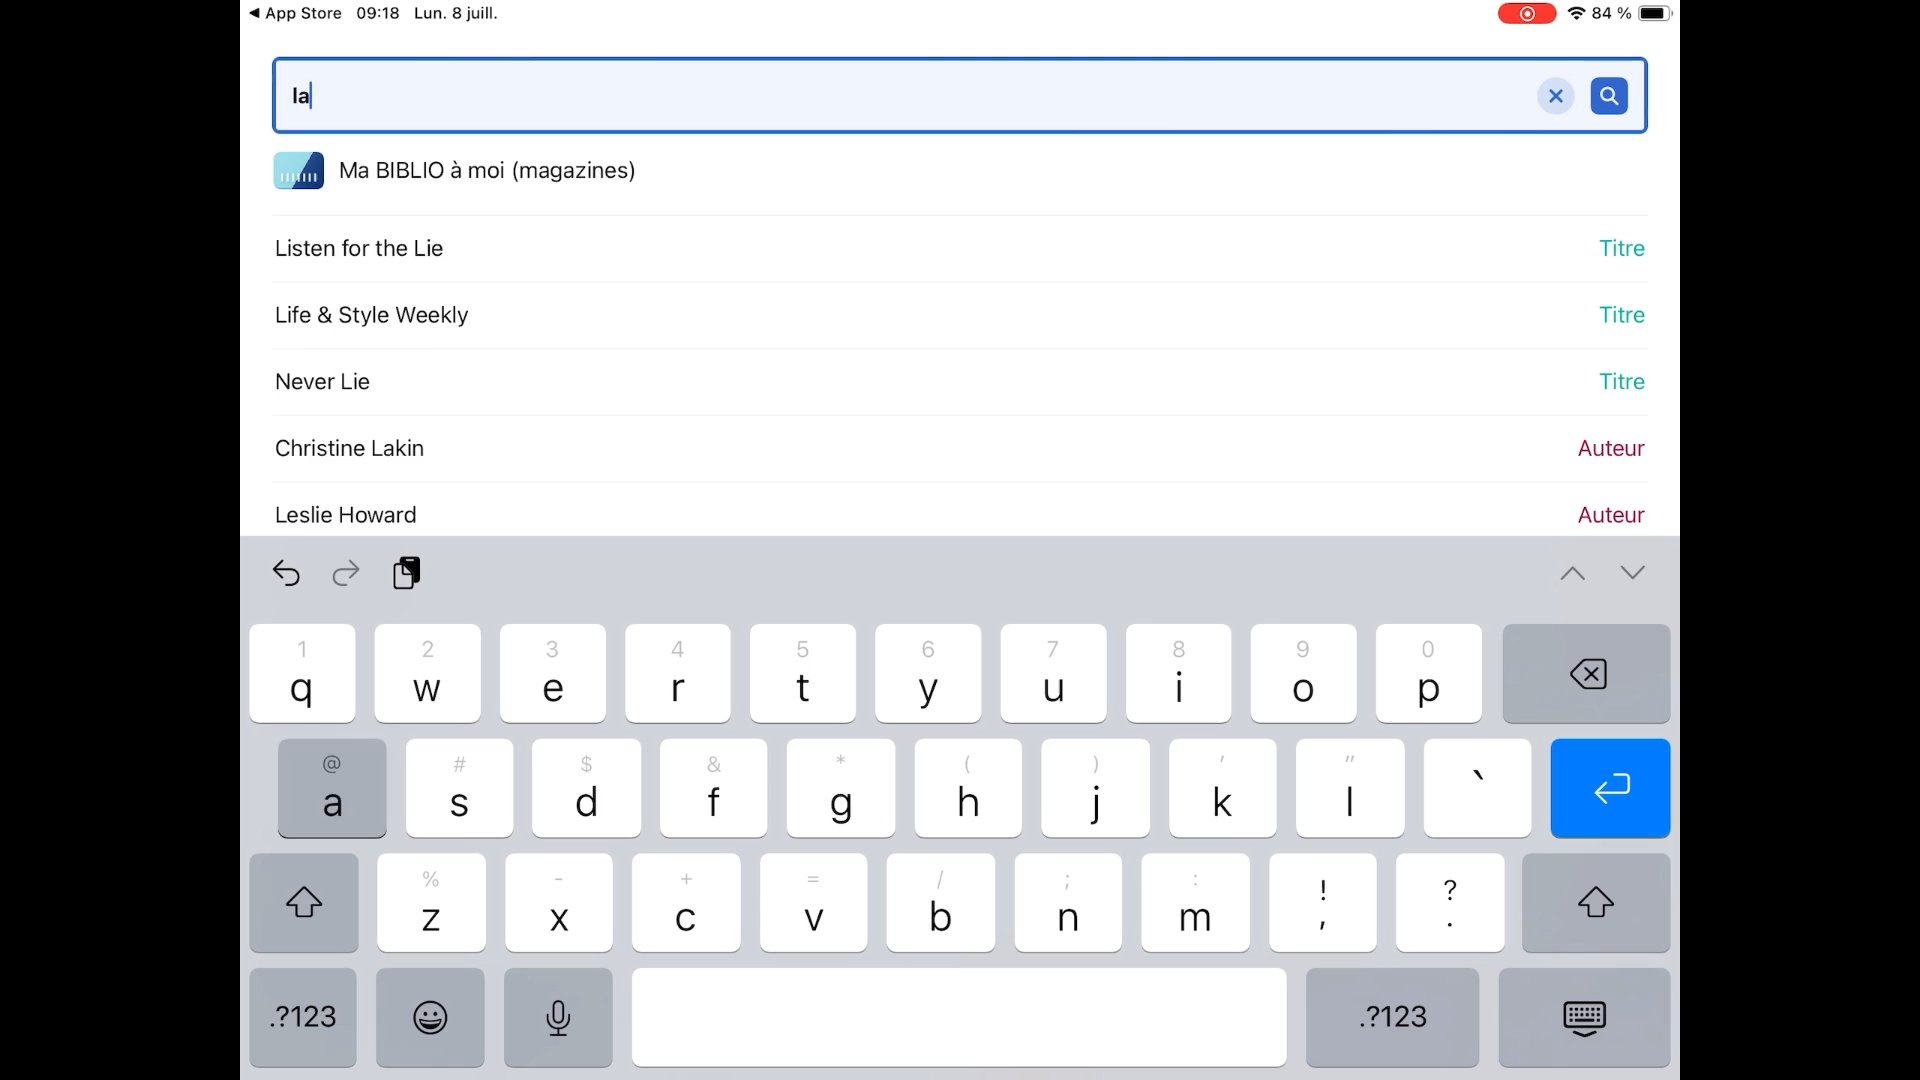 ◀ App Store 09:18 Lun. 8 juill. 84 %
la
Ma BIBLIO à moi (magazines)
Listen for the Lie Titre
Life & Style Weekly Titre
Never Lie Titre
Christine Lakin Auteur
Leslie Howard Auteur
1 2 3 4 5 6 7 8 9 0
q w e r t y u i o p
@ # $ & * ( ) ' "
a s d f g h j k l `
% - + = / ; : ! ?
z x c v b n m , .
.?123 .?123